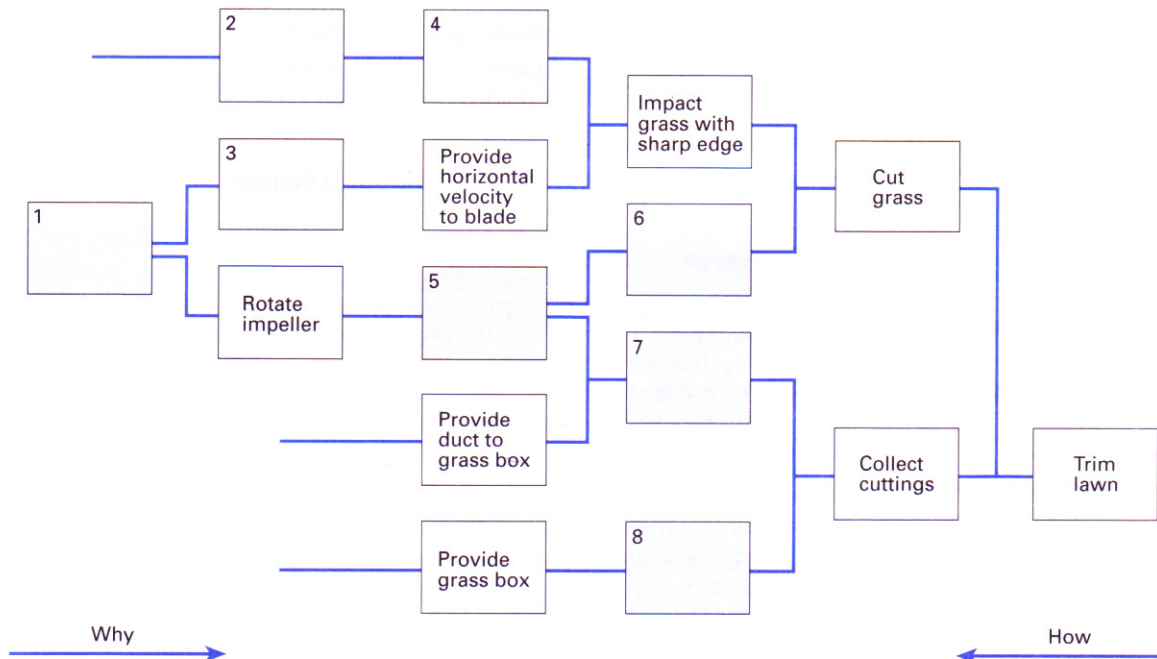 2
4
Impact
grass with
sharp edge
3
Provide
horizontal
velocity
to blade
Cut
grass
1
6
Rotate
impeller
5
7
Provide
duct to
grass box
Collect
cuttings
Trim
lawn
Provide
grass box
8
Why
How